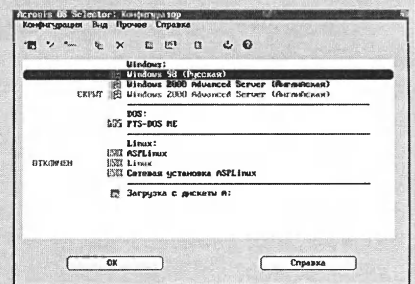 Acronis OS Selector: Конфигуратор
Конфигурация Вид Прочее Справка
Windows:
Windows 98 (Русская)
Windows 2000 Advanced Server (Английская)
СКРЫТ Windows 2000 Advanced Server (Английская)
DOS:
PTS-DOS ME
Linux:
ASPLinux
ОТКЛЮЧЕН Linux
Сетевая установка ASPLinux
Загрузка с дискеты A:
OK Справка